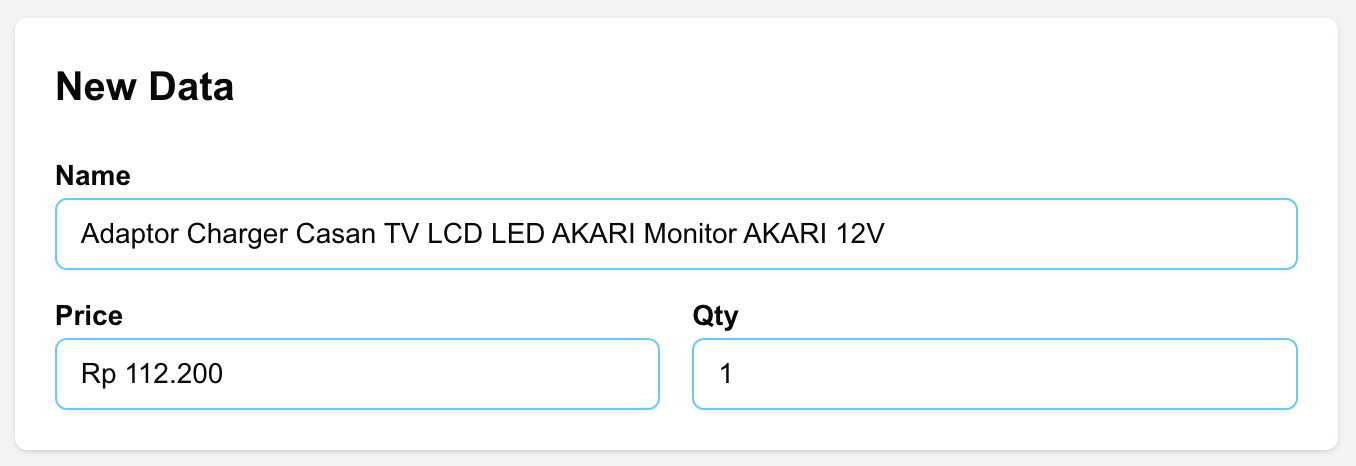 New Data
Name
Adaptor Charger Casan TV LCD LED AKARI Monitor AKARI 12V
Price
Qty
Rp 112.200
1